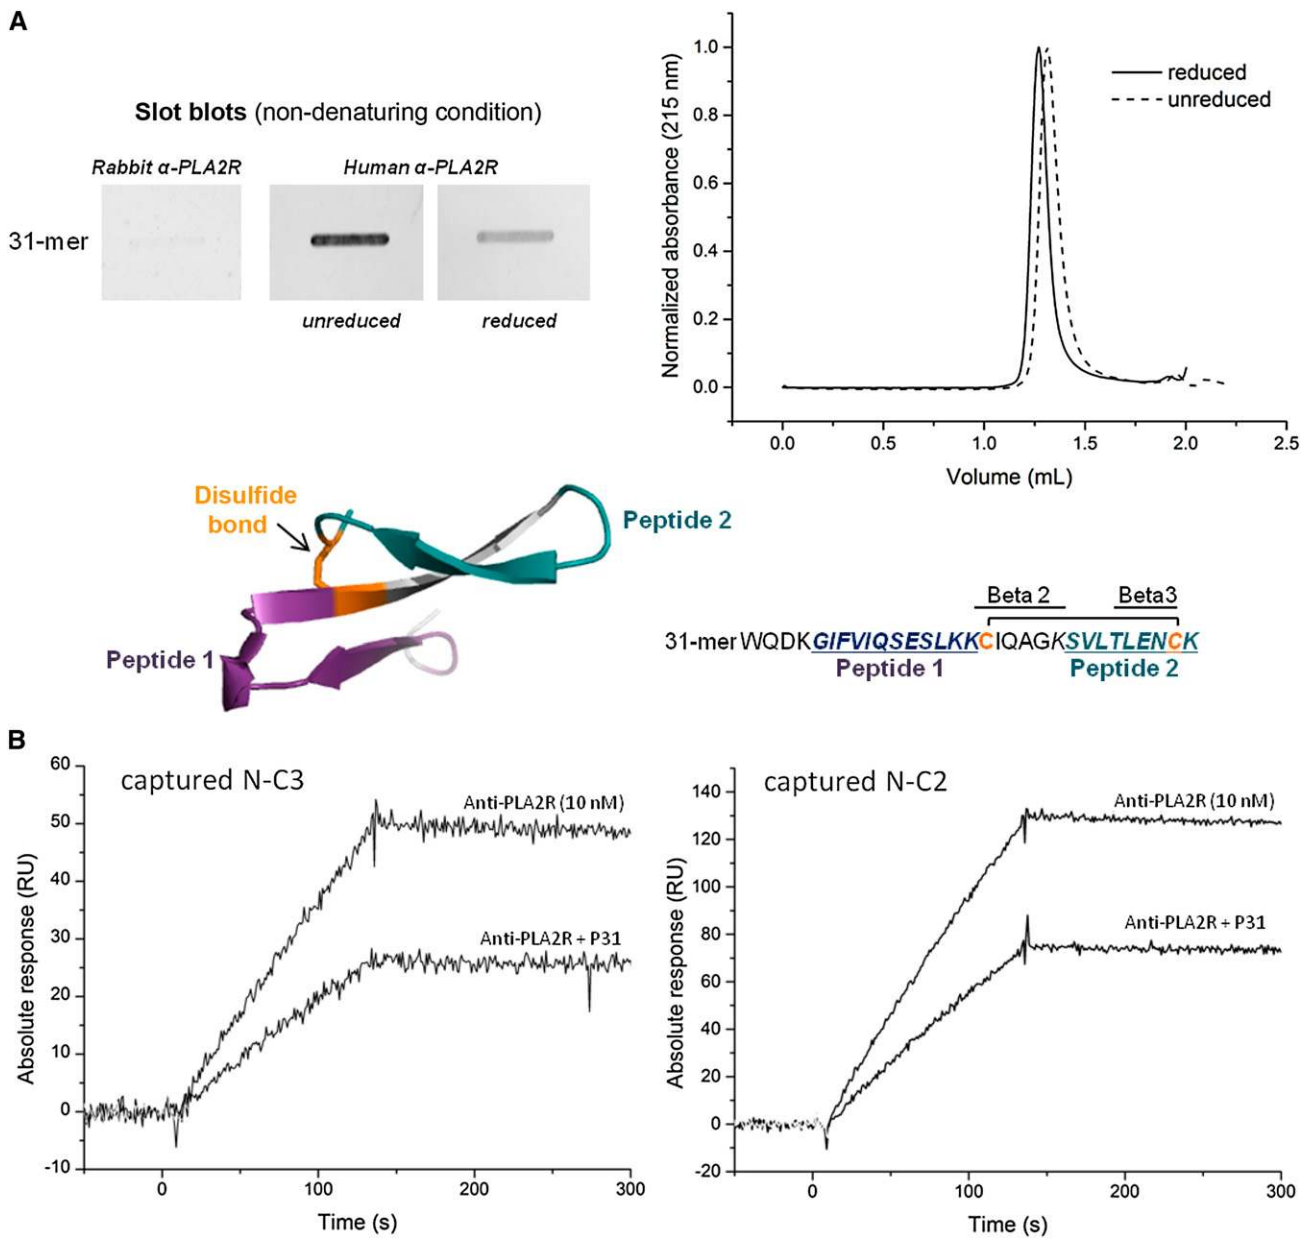 A
Slot blots (non-denaturing condition)
Rabbit α-PLA2R
Human α-PLA2R
31-mer
unreduced
reduced
Normalized absorbance (215 nm)
1.0
0.8
0.6
0.4
0.2
0.0
reduced
unreduced
0.0
0.5
1.0
1.5
2.0
2.5
Volume (mL)
Disulfide
bond
Peptide 2
Peptide 1
Beta 2
Beta3
31-mer WQDKGIFVIQSESLKKCIQAGKSVLTLENCK
Peptide 1
Peptide 2
B
captured N-C3
Absolute response (RU)
60
50
40
30
20
10
0
-10
Anti-PLA2R (10 nM)
Anti-PLA2R + P31
0
100
200
300
Time (s)
captured N-C2
Absolute response (RU)
140
120
100
80
60
40
20
0
-20
Anti-PLA2R (10 nM)
Anti-PLA2R + P31
0
100
200
300
Time (s)